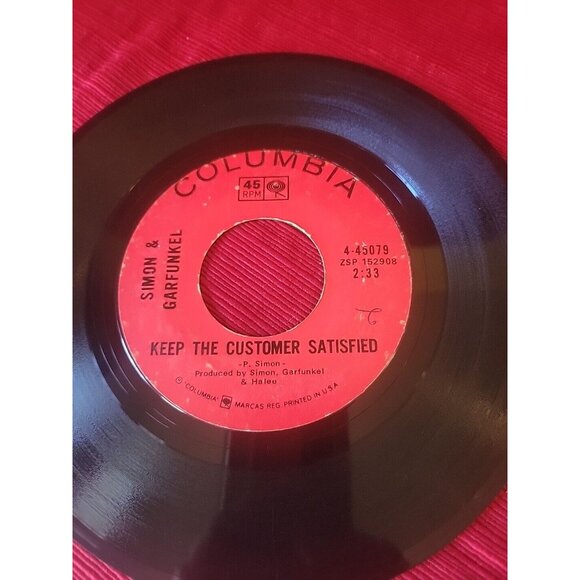 COLUMBIA
45
RPM
SIMON &
GARFUNKEL
4-45079
ZSP 152908
2:33
KEEP THE CUSTOMER SATISFIED
-P. Simon-
Produced by Simon, Garfunkel
& Halee
© "COLUMBIA" MARCAS REG. PRINTED IN U.S.A.